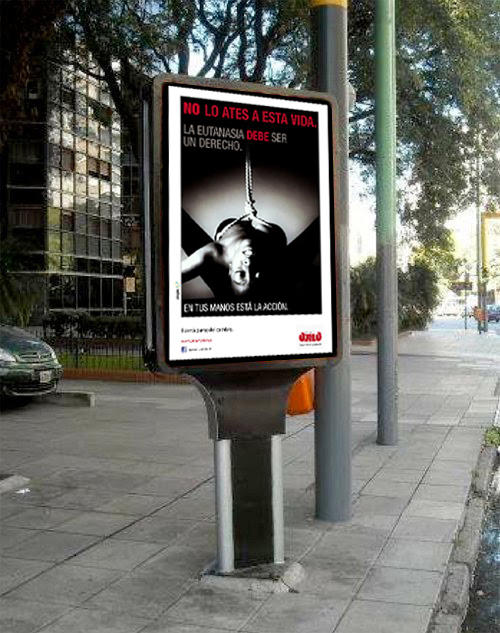 NO LO ATES A ESTA VIDA.
LA EUTANASIA DEBE SER
UN DERECHO.
EN TUS MANOS ESTÁ LA ACCIÓN.